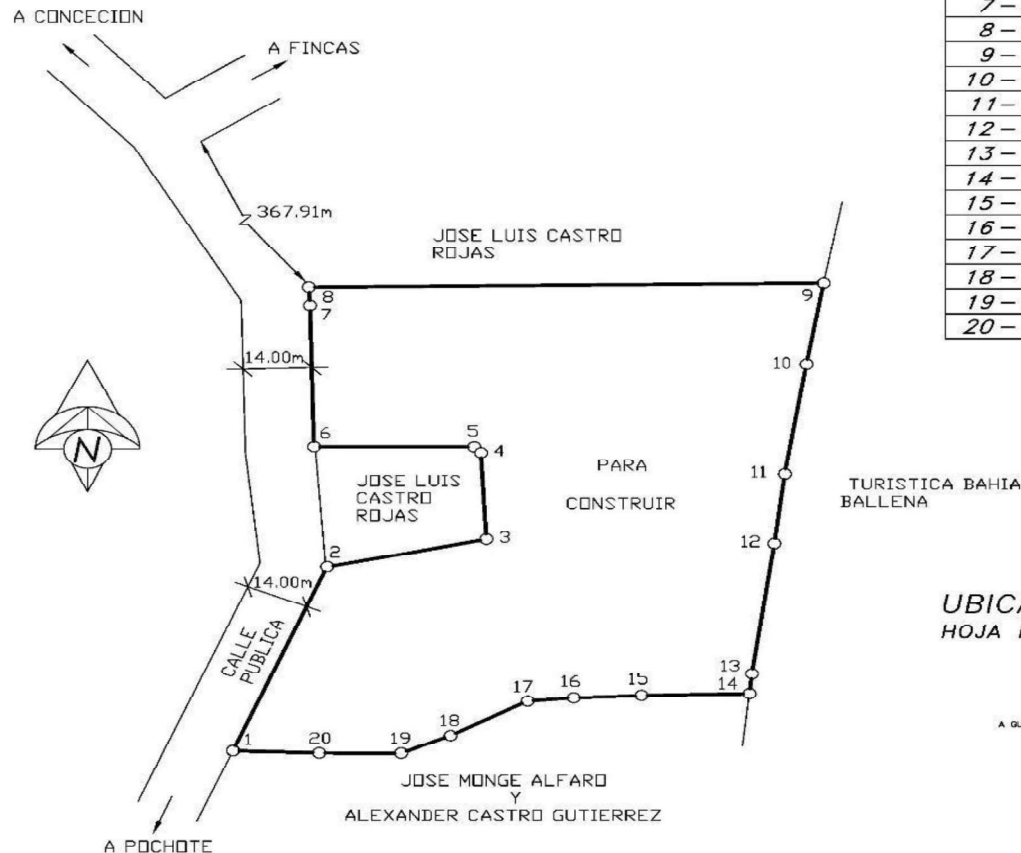 A CONCECION
A FINCAS
367.91m
JOSE LUIS CASTRO
ROJAS
8
7
9
14.00m
10
N
6
5
4
JOSE LUIS
CASTRO
ROJAS
PARA
CONSTRUIR
11
TURISTICA BAHIA
BALLENA
3
2
12
14.00m
CALLE
PUBLICA
13
14
15
16
17
18
1
20
19
JOSE MONGE ALFARO
Y
ALEXANDER CASTRO GUTIERREZ
A POCHOTE
7 -
8 -
9 -
10 -
11 -
12 -
13 -
14 -
15 -
16 -
17 -
18 -
19 -
20 -
HOJA